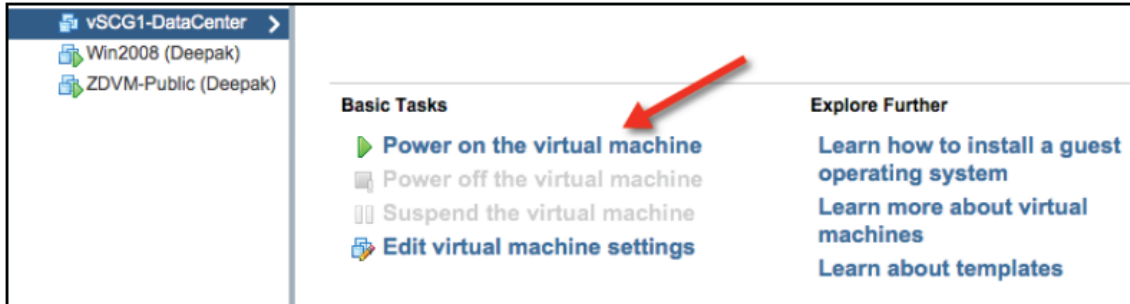 vSCG1-DataCenter
Win2008 (Deepak)
ZDVM-Public (Deepak)
Basic Tasks
Power on the virtual machine
Power off the virtual machine
Suspend the virtual machine
Edit virtual machine settings
Explore Further
Learn how to install a guest
operating system
Learn more about virtual
machines
Learn about templates